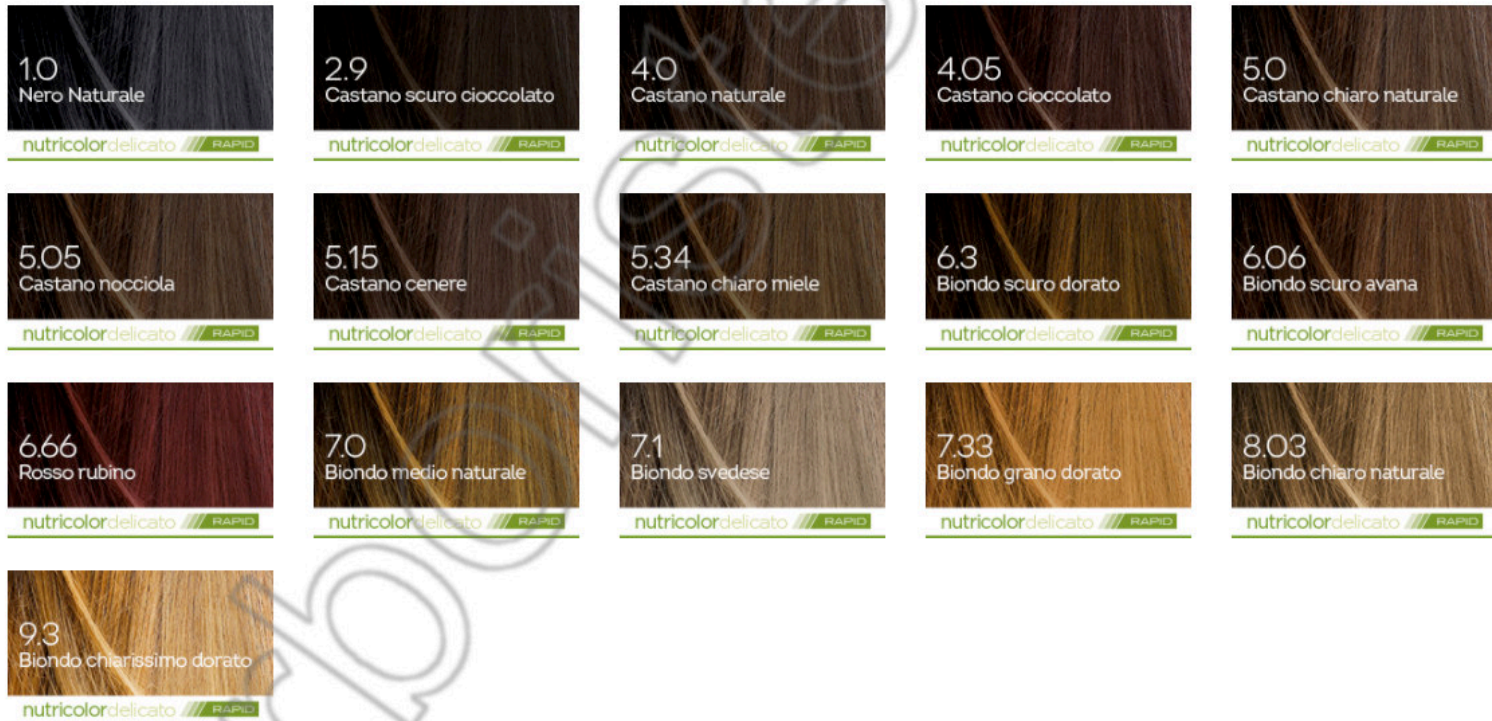 1.0
Nero Naturale
nutricolordelicato RAPID
2.9
Castano scuro cioccolato
nutricolordelicato RAPID
4.0
Castano naturale
nutricolordelicato RAPID
4.05
Castano cioccolato
nutricolordelicato RAPID
5.0
Castano chiaro naturale
nutricolordelicato RAPID
5.05
Castano nocciola
nutricolordelicato RAPID
5.15
Castano cenere
nutricolordelicato RAPID
5.34
Castano chiaro miele
nutricolordelicato RAPID
6.3
Biondo scuro dorato
nutricolordelicato RAPID
6.06
Biondo scuro avana
nutricolordelicato RAPID
6.66
Rosso rubino
nutricolordelicato RAPID
7.0
Biondo medio naturale
nutricolordelicato RAPID
7.1
Biondo svedese
nutricolordelicato RAPID
7.33
Biondo grano dorato
nutricolordelicato RAPID
8.03
Biondo chiaro naturale
nutricolordelicato RAPID
9.3
Biondo chiarissimo dorato
nutricolordelicato RAPID